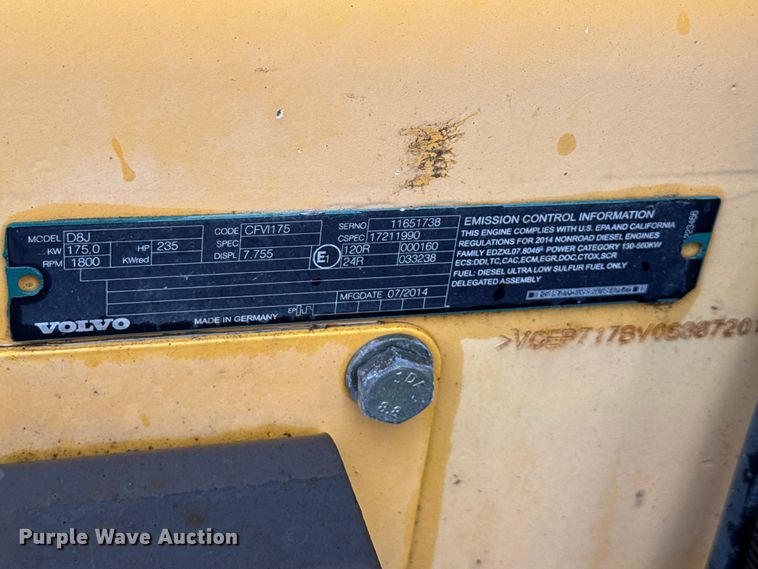 MODEL D8J CODE CFVI175 SERNO 11651738
KW 175,0 HP 235 SPEC CSPEC 17211990
RPM 1800 KWred DISPL 7.755 E1 120R 000160
24R 033238
MFGDATE 07/2014
VOLVO MADE IN GERMANY EP
EMISSION CONTROL INFORMATION
THIS ENGINE COMPLIES WITH U.S. EPA AND CALIFORNIA
REGULATIONS FOR 2014 NONROAD DIESEL ENGINES
FAMILY EDZXL07.8046 POWER CATEGORY 130-560KW
ECS:DDI,TC,CAC,ECM,EGR,DOC,CTOX,SCR
FUEL: DIESEL ULTRA LOW SULFUR FUEL ONLY
DELEGATED ASSEMBLY
8.8
Purple Wave Auction